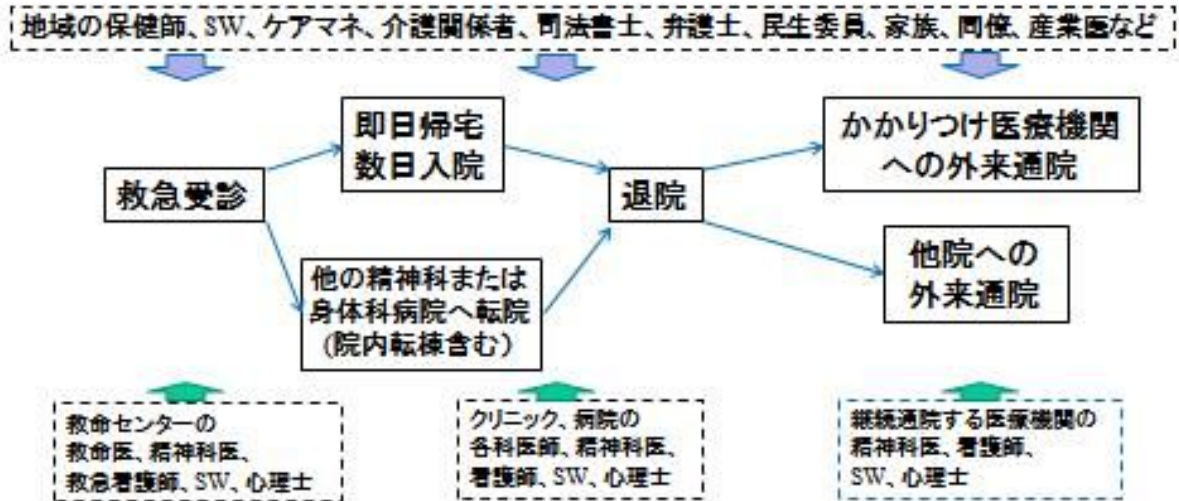 地域の保健師、SW、ケアマネ、介護関係者、司法書士、弁護士、民生委員、家族、同僚、産業医など
即日帰宅
数日入院
かかりつけ医療機関
への外来通院
救急受診
退院
他院への
外来通院
他の精神科または
身体科病院へ転院
(院内転棟含む)
救命センターの
救命医、精神科医、
救急看護師、SW、心理士
クリニック、病院の
各科医師、精神科医、
看護師、SW、心理士
継続通院する医療機関の
精神科医、看護師、
SW、心理士